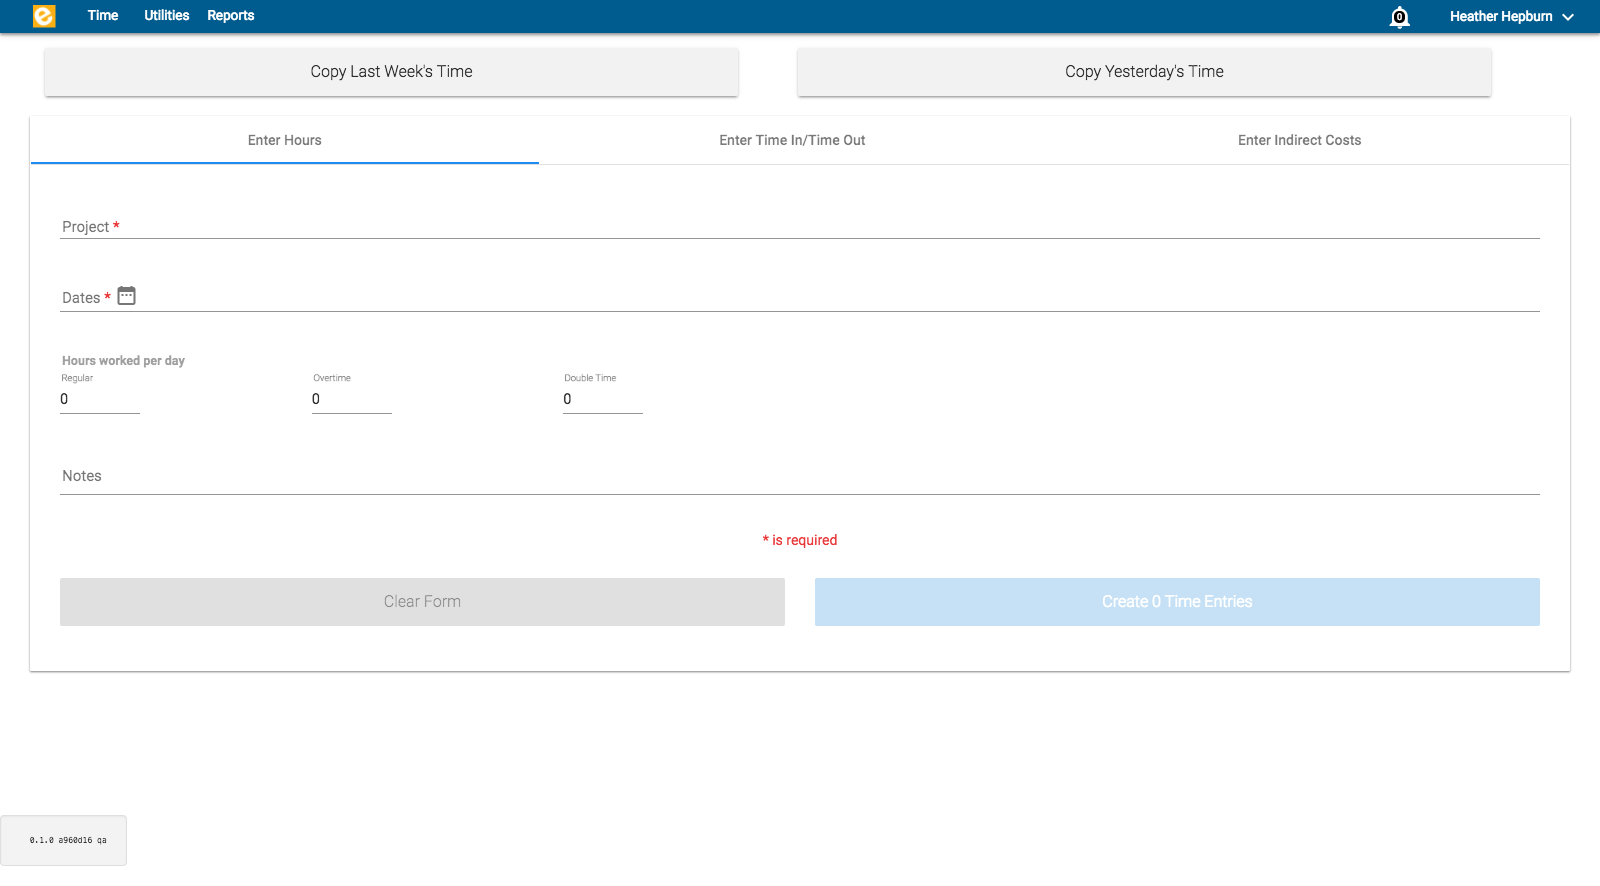 e Time Utilities Reports 0 Heather Hepburn
Copy Last Week's Time Copy Yesterday's Time
Enter Hours Enter Time In/Time Out Enter Indirect Costs
Project *
Dates *
Hours worked per day
Regular Overtime Double Time
0 0 0
Notes
* is required
Clear Form Create 0 Time Entries
0.1.0 a960d16 qa